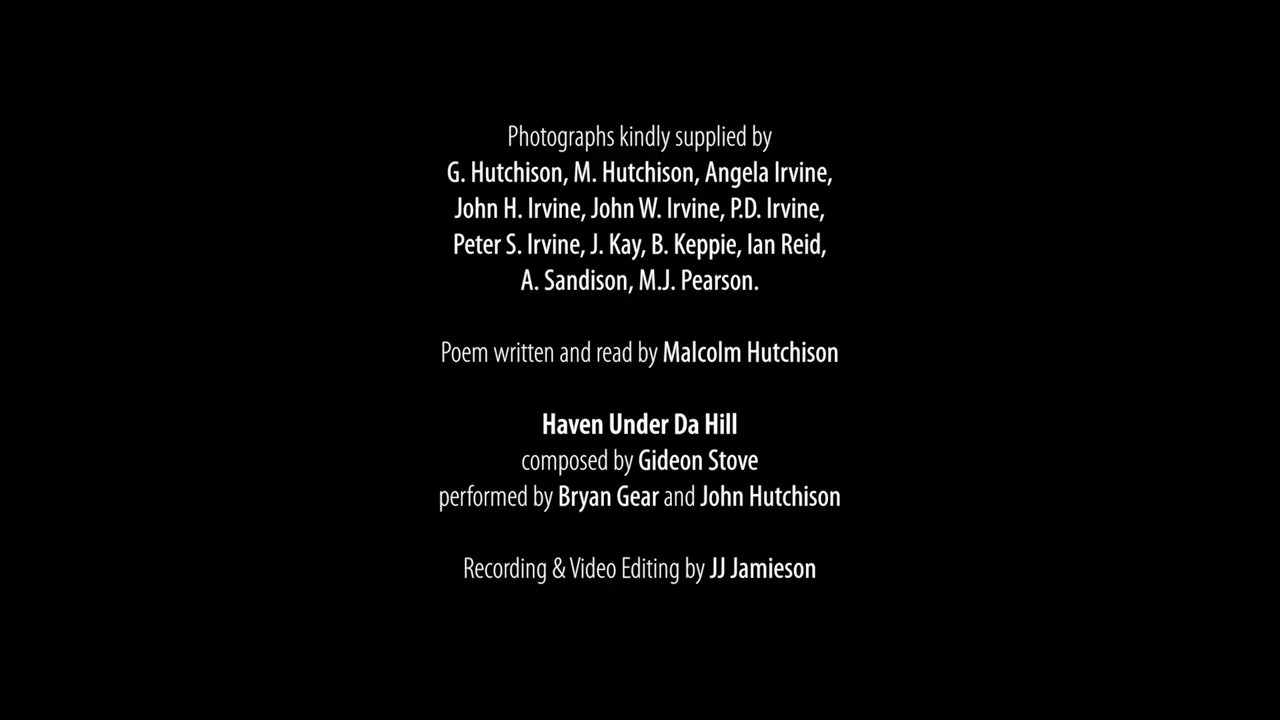 Photographs kindly supplied by
G. Hutchison, M. Hutchison, Angela Irvine,
John H. Irvine, John W. Irvine, P.D. Irvine,
Peter S. Irvine, J. Kay, B. Keppie, Ian Reid,
A. Sandison, M.J. Pearson.
Poem written and read by Malcolm Hutchison
Haven Under Da Hill
composed by Gideon Stove
performed by Bryan Gear and John Hutchison
Recording & Video Editing by JJ Jamieson